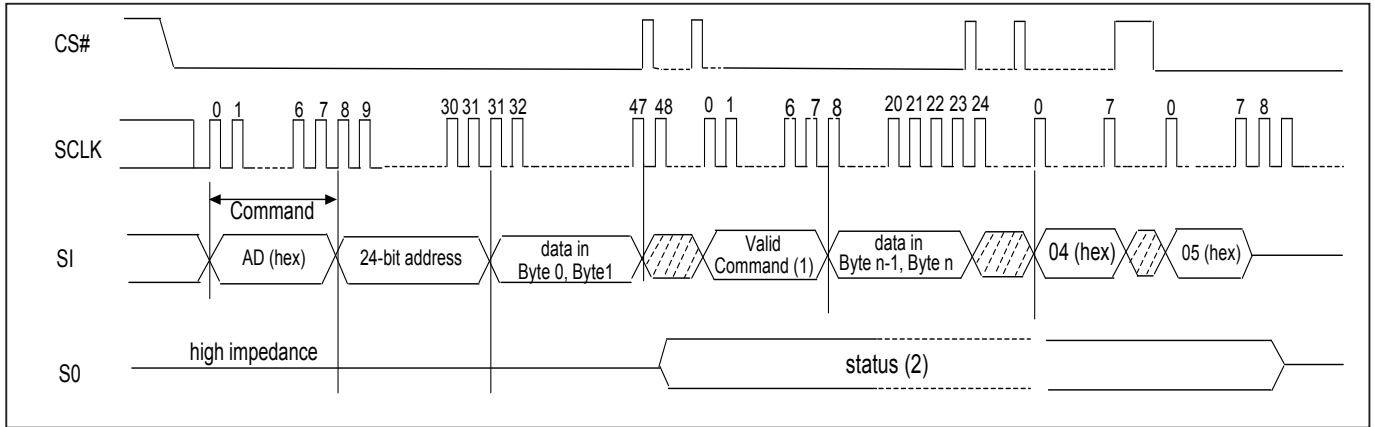 CS#
0 1 6 7 8 9 30 31 31 32 47 48 0 1 6 7 8 20 21 22 23 24 0 7 0 7 8
SCLK
Command
SI
AD (hex)
24-bit address
data in
Byte 0, Byte1
Valid
Command (1)
data in
Byte n-1, Byte n
04 (hex)
05 (hex)
high impedance
S0
status (2)